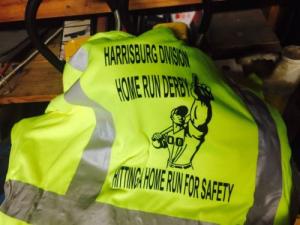 HARRISBURG DIVISION
HOME RUN DERBY
HITTING A HOME RUN FOR SAFETY